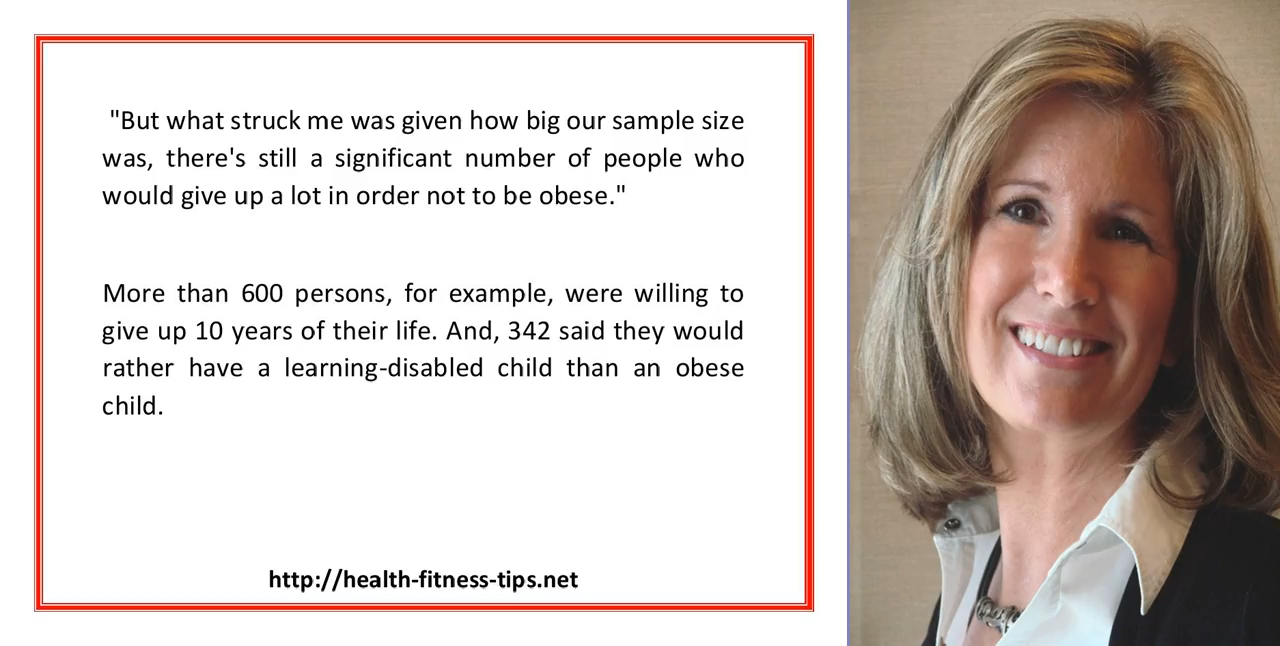 "But what struck me was given how big our sample size
was, there's still a significant number of people who
would give up a lot in order not to be obese."
More than 600 persons, for example, were willing to
give up 10 years of their life. And, 342 said they would
rather have a learning-disabled child than an obese
child.
http://health-fitness-tips.net